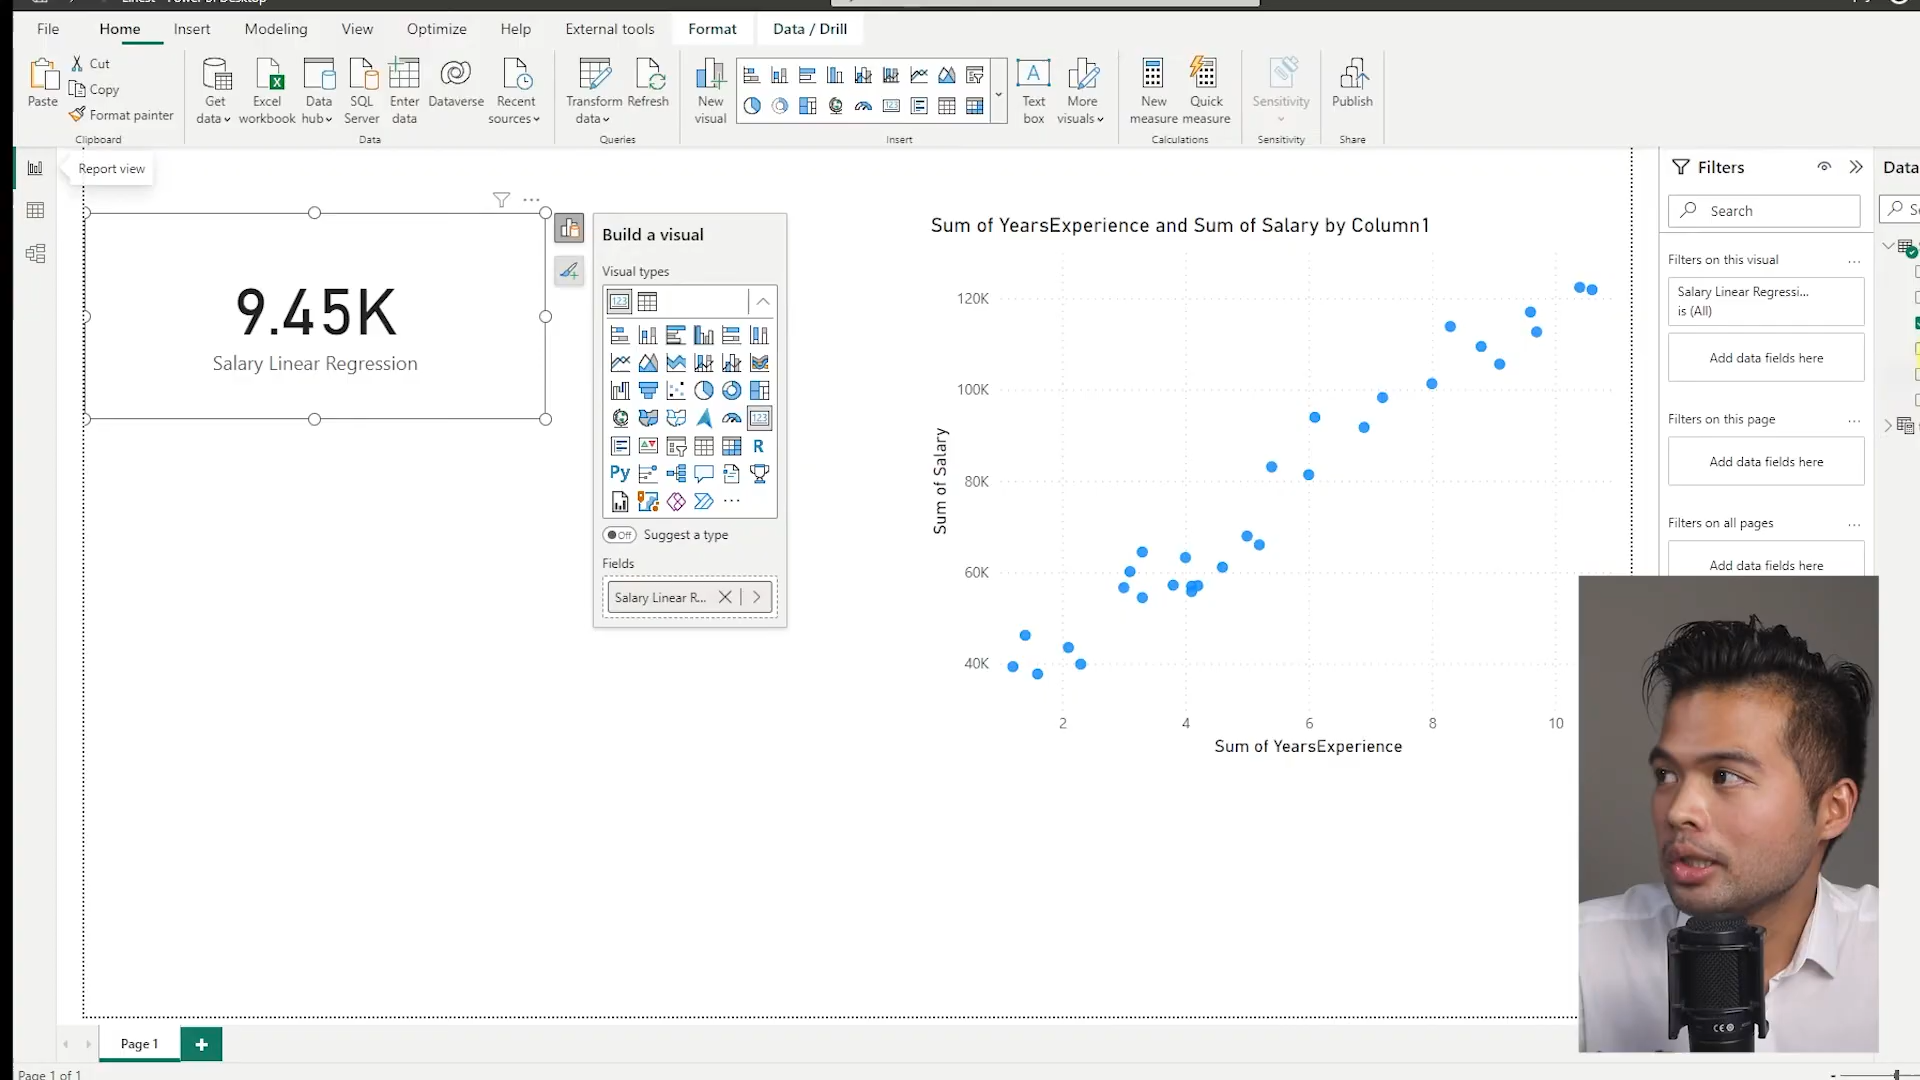 File
Home
Insert
Modeling
View
Optimize
Help
External tools
Format
Data / Drill
Paste
Cut
Copy
Format painter
Clipboard
Get data
Excel workbook
Data hub
SQL Server
Enter data
Dataverse
Recent sources
Data
Transform data
Refresh
Queries
New visual
Text box
More visuals
Insert
New measure
Quick measure
Calculations
Sensitivity
Sensitivity
Publish
Share
Report view
9.45K
Salary Linear Regression
Build a visual
Visual types
123
123
R
Py
Off
Suggest a type
Fields
Salary Linear R...
Sum of YearsExperience and Sum of Salary by Column1
120K
100K
80K
60K
40K
Sum of Salary
2
4
6
8
10
Sum of YearsExperience
Filters
Search
Filters on this visual
Salary Linear Regressi...
is (All)
Add data fields here
Filters on this page
Add data fields here
Filters on all pages
Add data fields here
Data
Page 1
Page 1 of 1